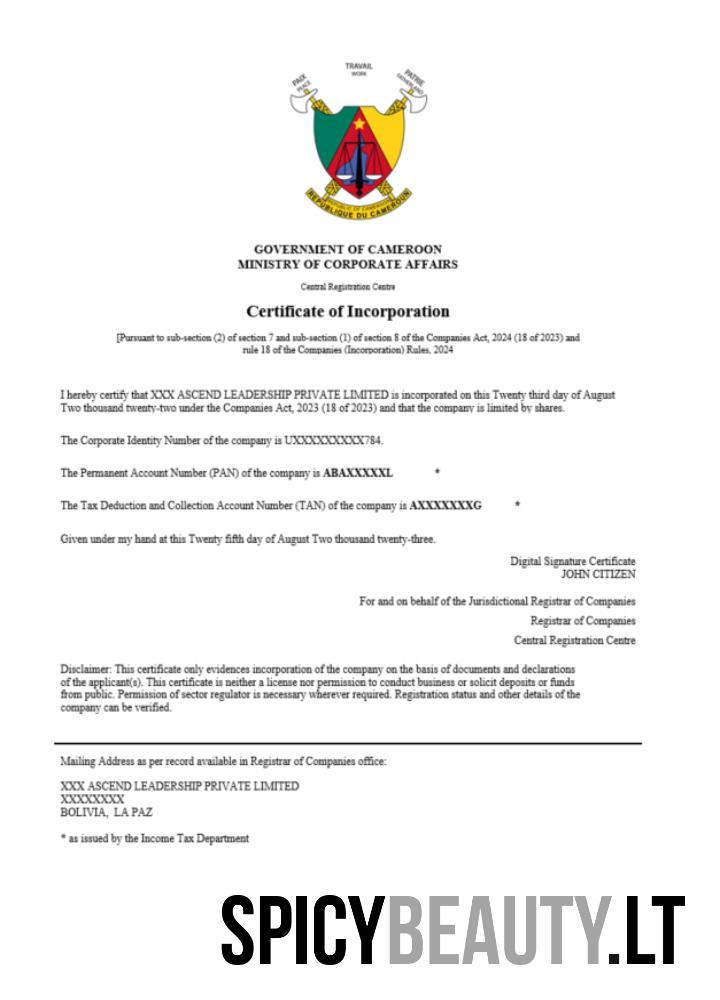 TRAVAIL
WORK
PAIX
PEACE
PATRIE
FATHERLAND
REPUBLIC OF CAMEROON
REPUBLIQUE DU CAMEROUN
GOVERNMENT OF CAMEROON
MINISTRY OF CORPORATE AFFAIRS
Central Registration Centre
Certificate of Incorporation
[Pursuant to sub-section (2) of section 7 and sub-section (1) of section 8 of the Companies Act, 2024 (18 of 2023) and
rule 18 of the Companies (Incorporation) Rules, 2024
I hereby certify that XXX ASCEND LEADERSHIP PRIVATE LIMITED is incorporated on this Twenty third day of August
Two thousand twenty-two under the Companies Act, 2023 (18 of 2023) and that the company is limited by shares.
The Corporate Identity Number of the company is UXXXXXXXXXX784.
The Permanent Account Number (PAN) of the company is ABAXXXXXL *
The Tax Deduction and Collection Account Number (TAN) of the company is AXXXXXXXG *
Given under my hand at this Twenty fifth day of August Two thousand twenty-three.
Digital Signature Certificate
JOHN CITIZEN
For and on behalf of the Jurisdictional Registrar of Companies
Registrar of Companies
Central Registration Centre
Disclaimer: This certificate only evidences incorporation of the company on the basis of documents and declarations
of the applicant(s). This certificate is neither a license nor permission to conduct business or solicit deposits or funds
from public. Permission of sector regulator is necessary wherever required. Registration status and other details of the
company can be verified.
Mailing Address as per record available in Registrar of Companies office:
XXX ASCEND LEADERSHIP PRIVATE LIMITED
XXXXXXXX
BOLIVIA, LA PAZ
* as issued by the Income Tax Department
SPICYBEAUTY.LT